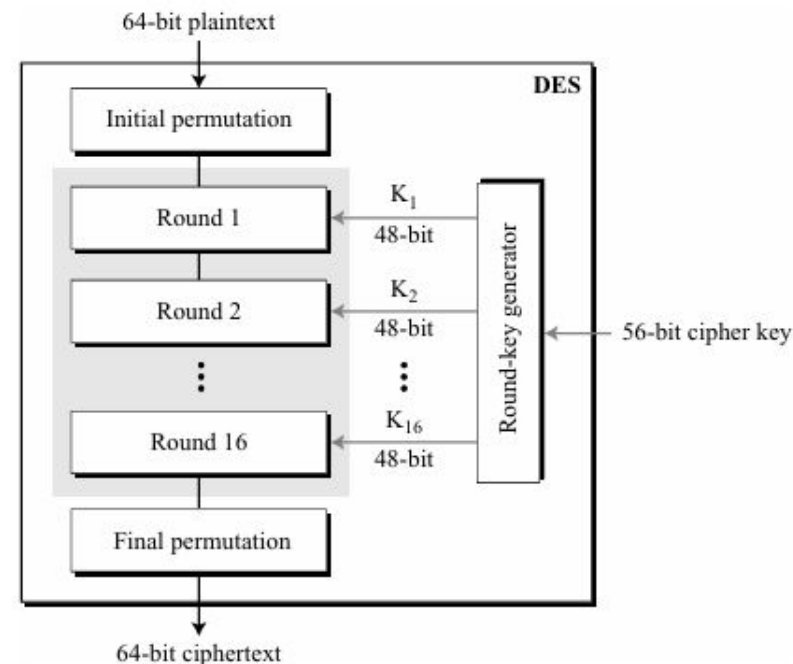 64-bit plaintext
DES
Initial permutation
Round 1
K1
48-bit
Round 2
K2
48-bit
Round 16
K16
48-bit
Round-key generator
56-bit cipher key
Final permutation
64-bit ciphertext